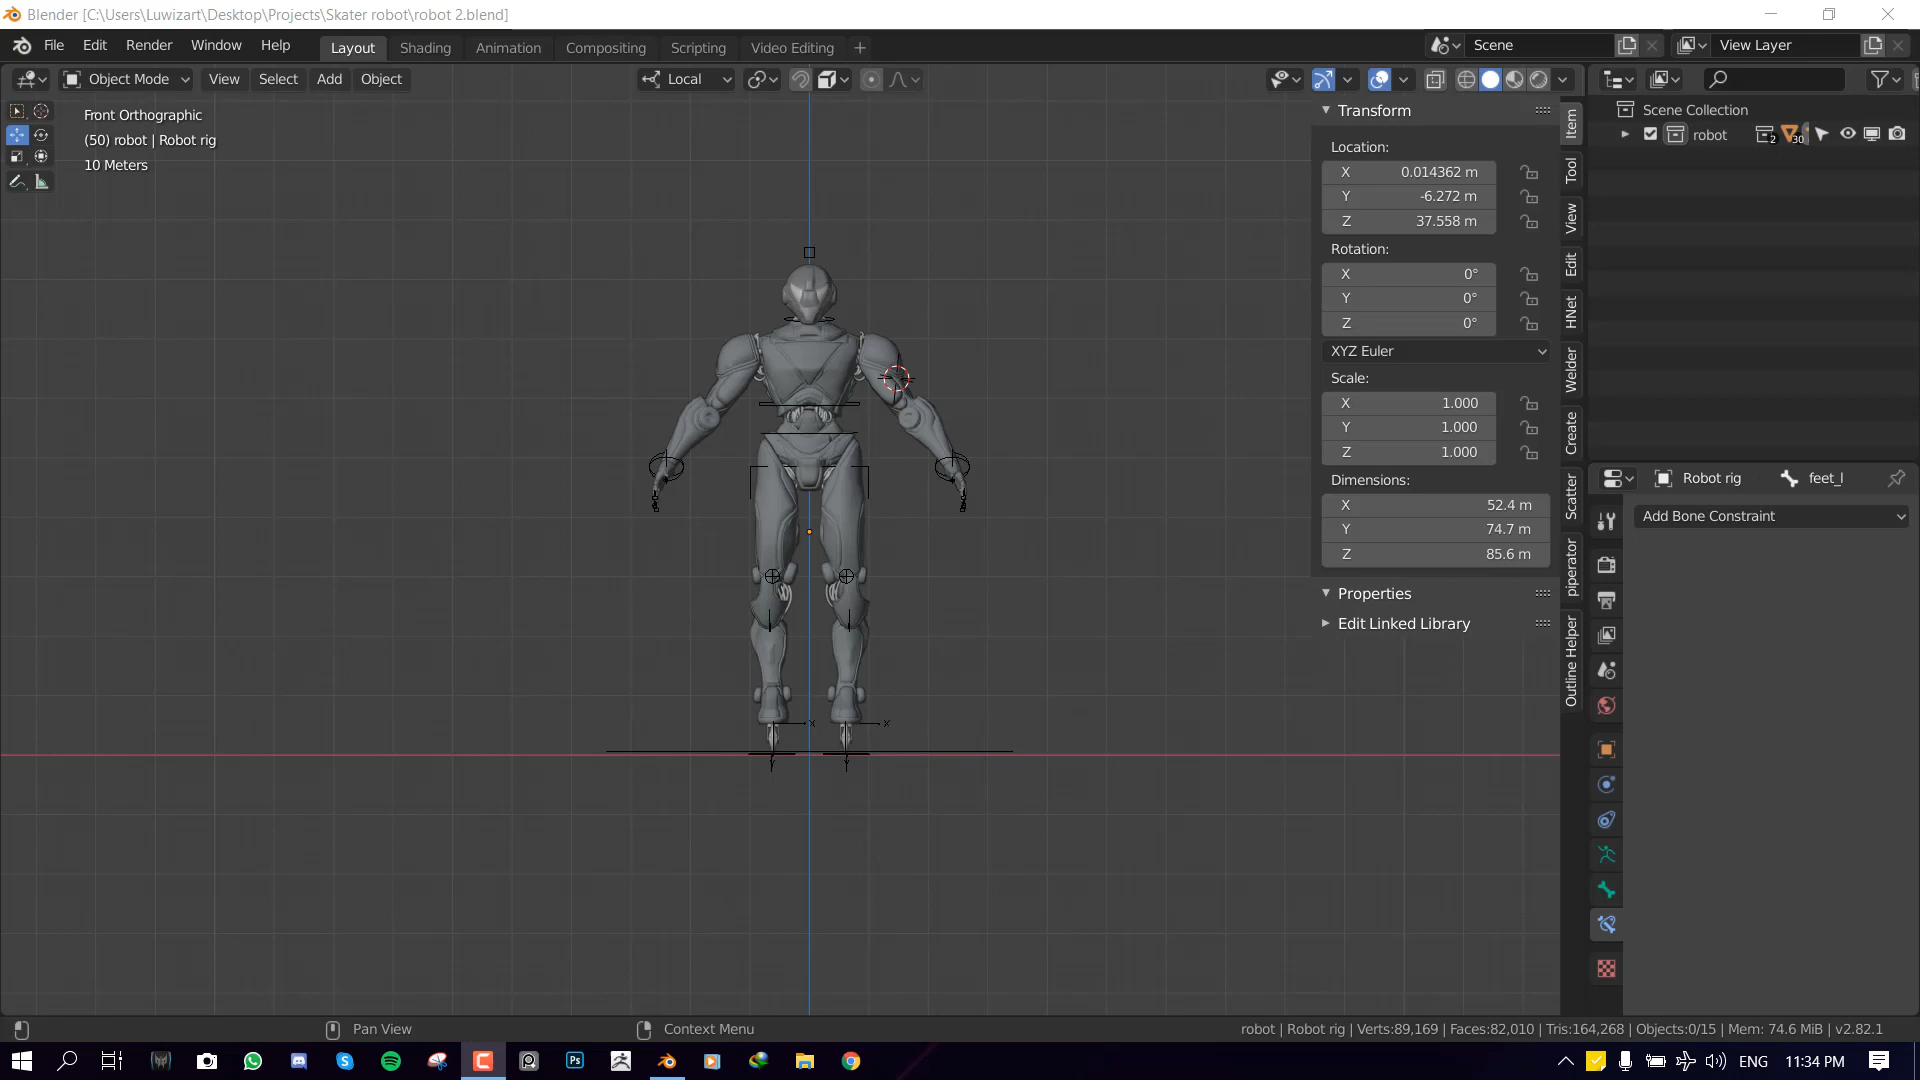 Blender [C:\Users\Luwizart\Desktop\Projects\Skater robot\robot 2.blend]
File Edit Render Window Help Layout Shading Animation Compositing Scripting Video Editing + Scene View Layer
Object Mode View Select Add Object Local
Front Orthographic
(50) robot | Robot rig
10 Meters
Transform
Location:
X 0.014362 m
Y -6.272 m
Z 37.558 m
Rotation:
X 0°
Y 0°
Z 0°
XYZ Euler
Scale:
X 1.000
Y 1.000
Z 1.000
Dimensions:
X 52.4 m
Y 74.7 m
Z 85.6 m
Properties
Edit Linked Library
Item
Tool
View
Edit
HNet
Welder
Create
Scatter
piperator
Outline Helper
Scene Collection
robot 2 30
Robot rig feet_l
Add Bone Constraint
x x
Y Y
Pan View Context Menu robot | Robot rig | Verts:89,169 | Faces:82,010 | Tris:164,268 | Objects:0/15 | Mem: 74.6 MiB | v2.82.1
Ps ENG 11:34 PM